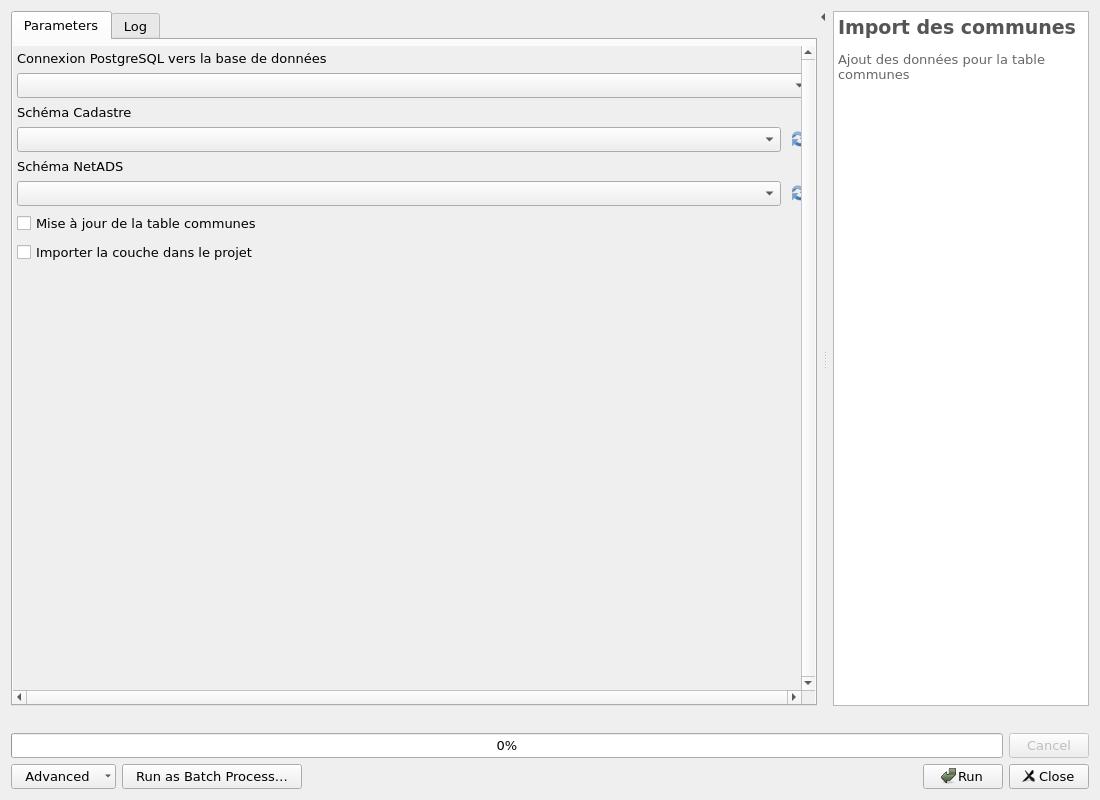 Parameters
Log
Connexion PostgreSQL vers la base de données
Schéma Cadastre
Schéma NetADS
Mise à jour de la table communes
Importer la couche dans le projet
Import des communes
Ajout des données pour la table
communes
0%
Cancel
Advanced
Run as Batch Process…
Run
Close